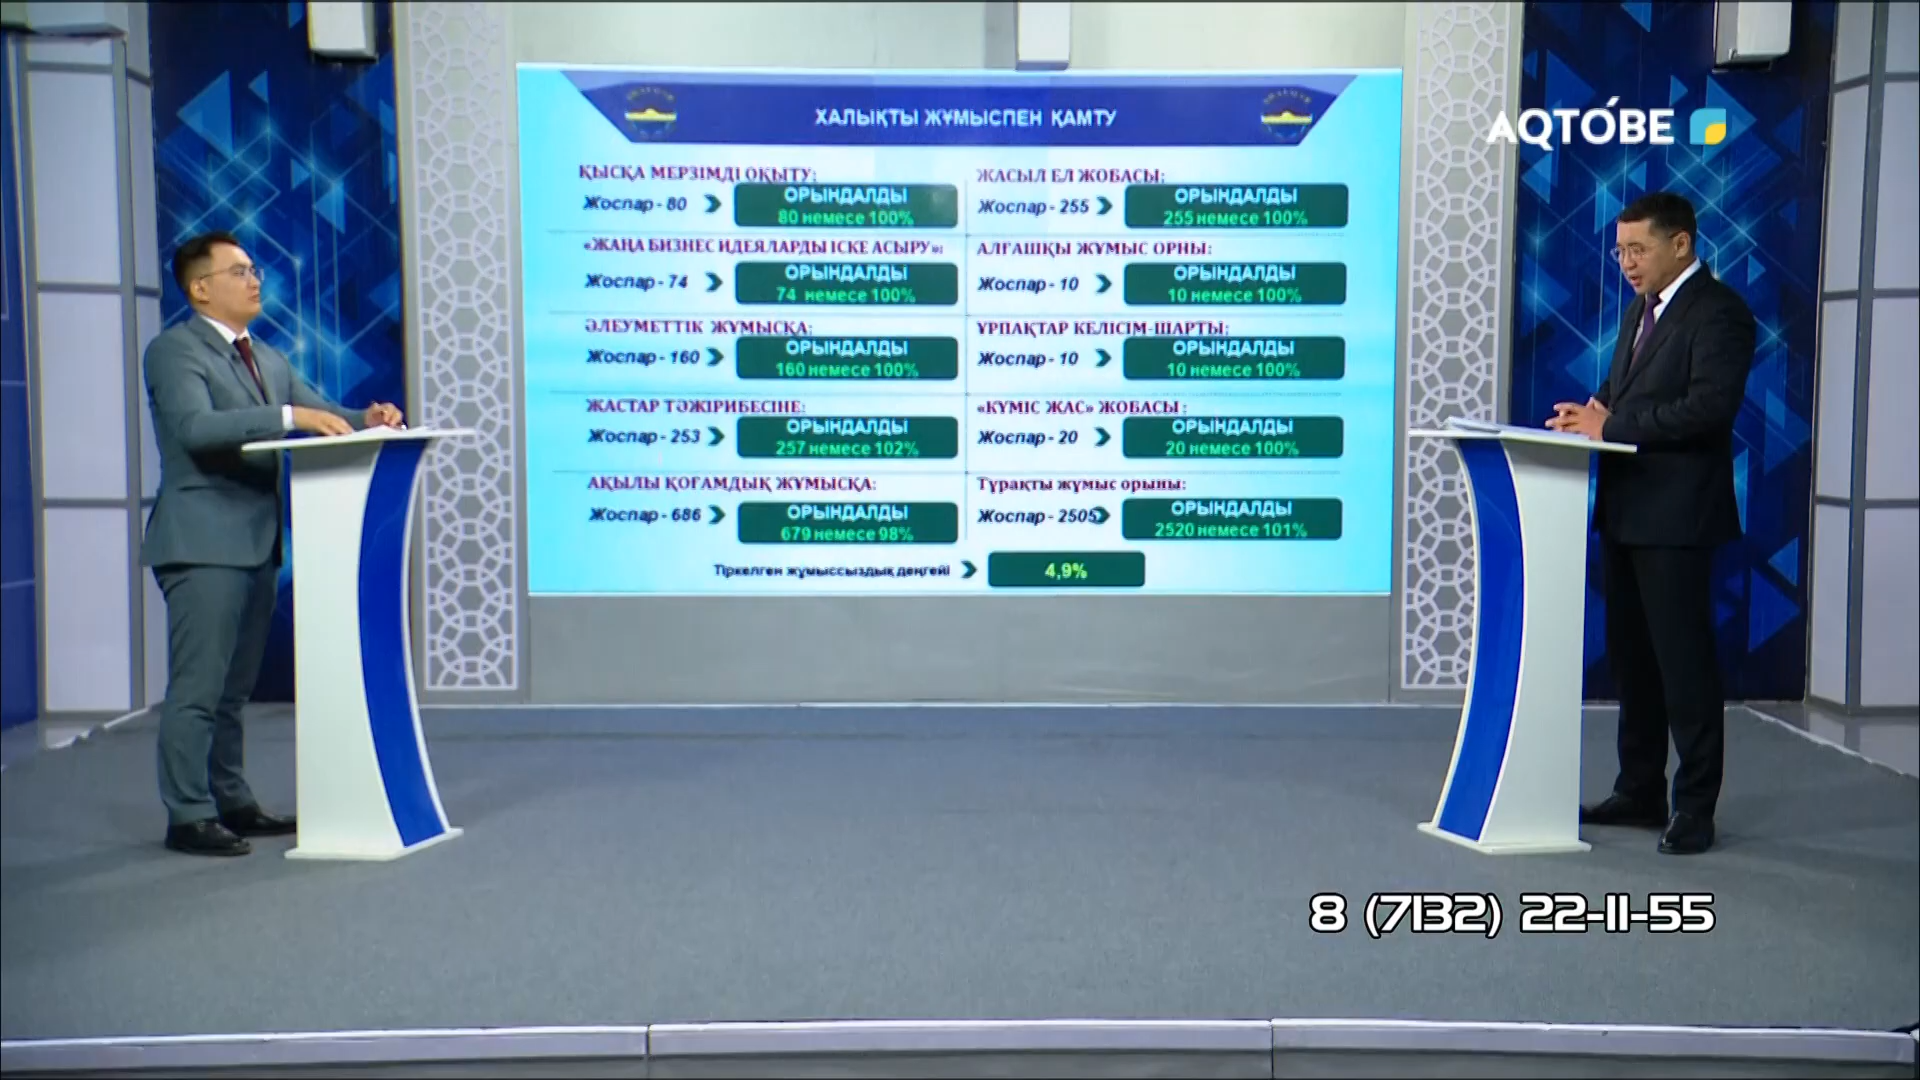 AQTÓBE
ХАЛЫҚТЫ ЖҰМЫСПЕН ҚАМТУ
ҚЫСҚА МЕРЗІМДІ ОҚЫТУ:
Жоспар - 80
ОРЫНДАЛДЫ
80 немесе 100%
«ЖАҢА БИЗНЕС ИДЕЯЛАРДЫ ІСКЕ АСЫРУ»:
Жоспар - 74
ОРЫНДАЛДЫ
74 немесе 100%
ӘЛЕУМЕТТІК ЖҰМЫСҚА:
Жоспар - 160
ОРЫНДАЛДЫ
160 немесе 100%
ЖАСТАР ТӘЖІРИБЕСІНЕ:
Жоспар - 253
ОРЫНДАЛДЫ
257 немесе 102%
АҚЫЛЫ ҚОҒАМДЫҚ ЖҰМЫСҚА:
Жоспар - 686
ОРЫНДАЛДЫ
679 немесе 98%
ЖАСЫЛ ЕЛ ЖОБАСЫ:
Жоспар - 255
ОРЫНДАЛДЫ
255 немесе 100%
АЛҒАШҚЫ ЖҰМЫС ОРНЫ:
Жоспар - 10
ОРЫНДАЛДЫ
10 немесе 100%
ҰРПАҚТАР КЕЛІСІМ-ШАРТЫ:
Жоспар - 10
ОРЫНДАЛДЫ
10 немесе 100%
«КҮМІС ЖАС» ЖОБАСЫ :
Жоспар - 20
ОРЫНДАЛДЫ
20 немесе 100%
Тұрақты жұмыс орыны:
Жоспар - 2505
ОРЫНДАЛДЫ
2520 немесе 101%
Тіркелген жұмыссыздық деңгейі
4,9%
8 (7132) 22-11-55